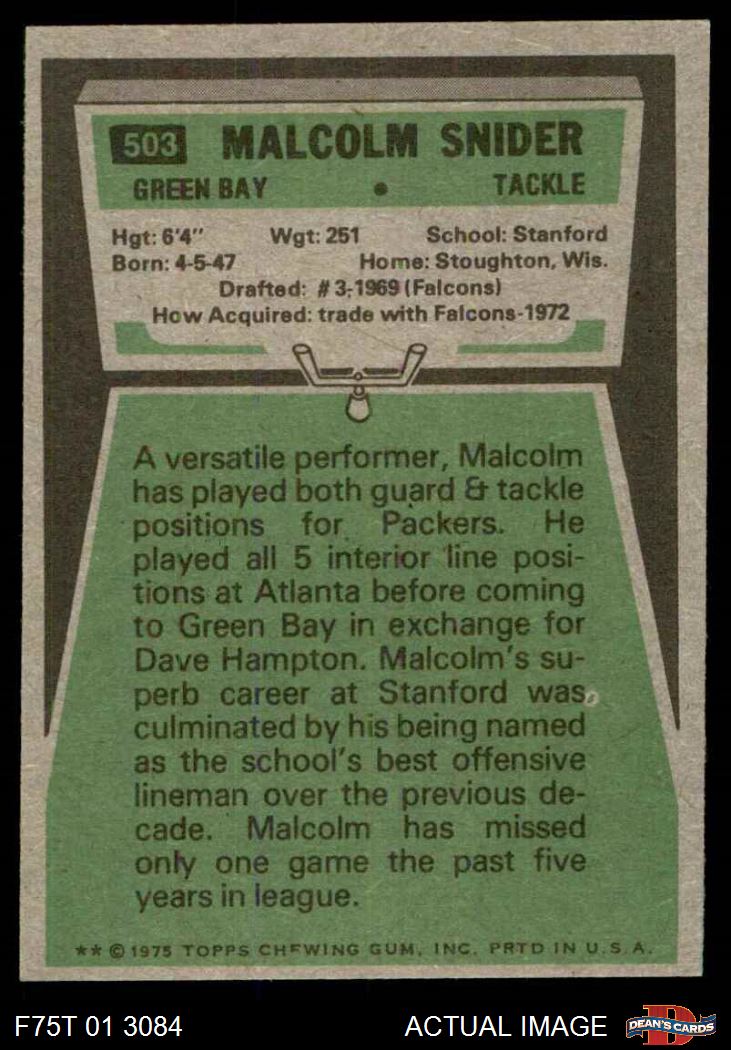 503 MALCOLM SNIDER
GREEN BAY • TACKLE
Hgt: 6'4" Wgt: 251 School: Stanford
Born: 4-5-47 Home: Stoughton, Wis.
Drafted: #3-1969 (Falcons)
How Acquired: trade with Falcons-1972
A versatile performer, Malcolm
has played both guard & tackle
positions for Packers. He
played all 5 interior line posi-
tions at Atlanta before coming
to Green Bay in exchange for
Dave Hampton. Malcolm's su-
perb career at Stanford was
culminated by his being named
as the school's best offensive
lineman over the previous de-
cade. Malcolm has missed
only one game the past five
years in league.
** © 1975 TOPPS CHEWING GUM, INC. PRTD IN U.S.A.
F75T 01 3084 ACTUAL IMAGE D DEAN'S CARDS